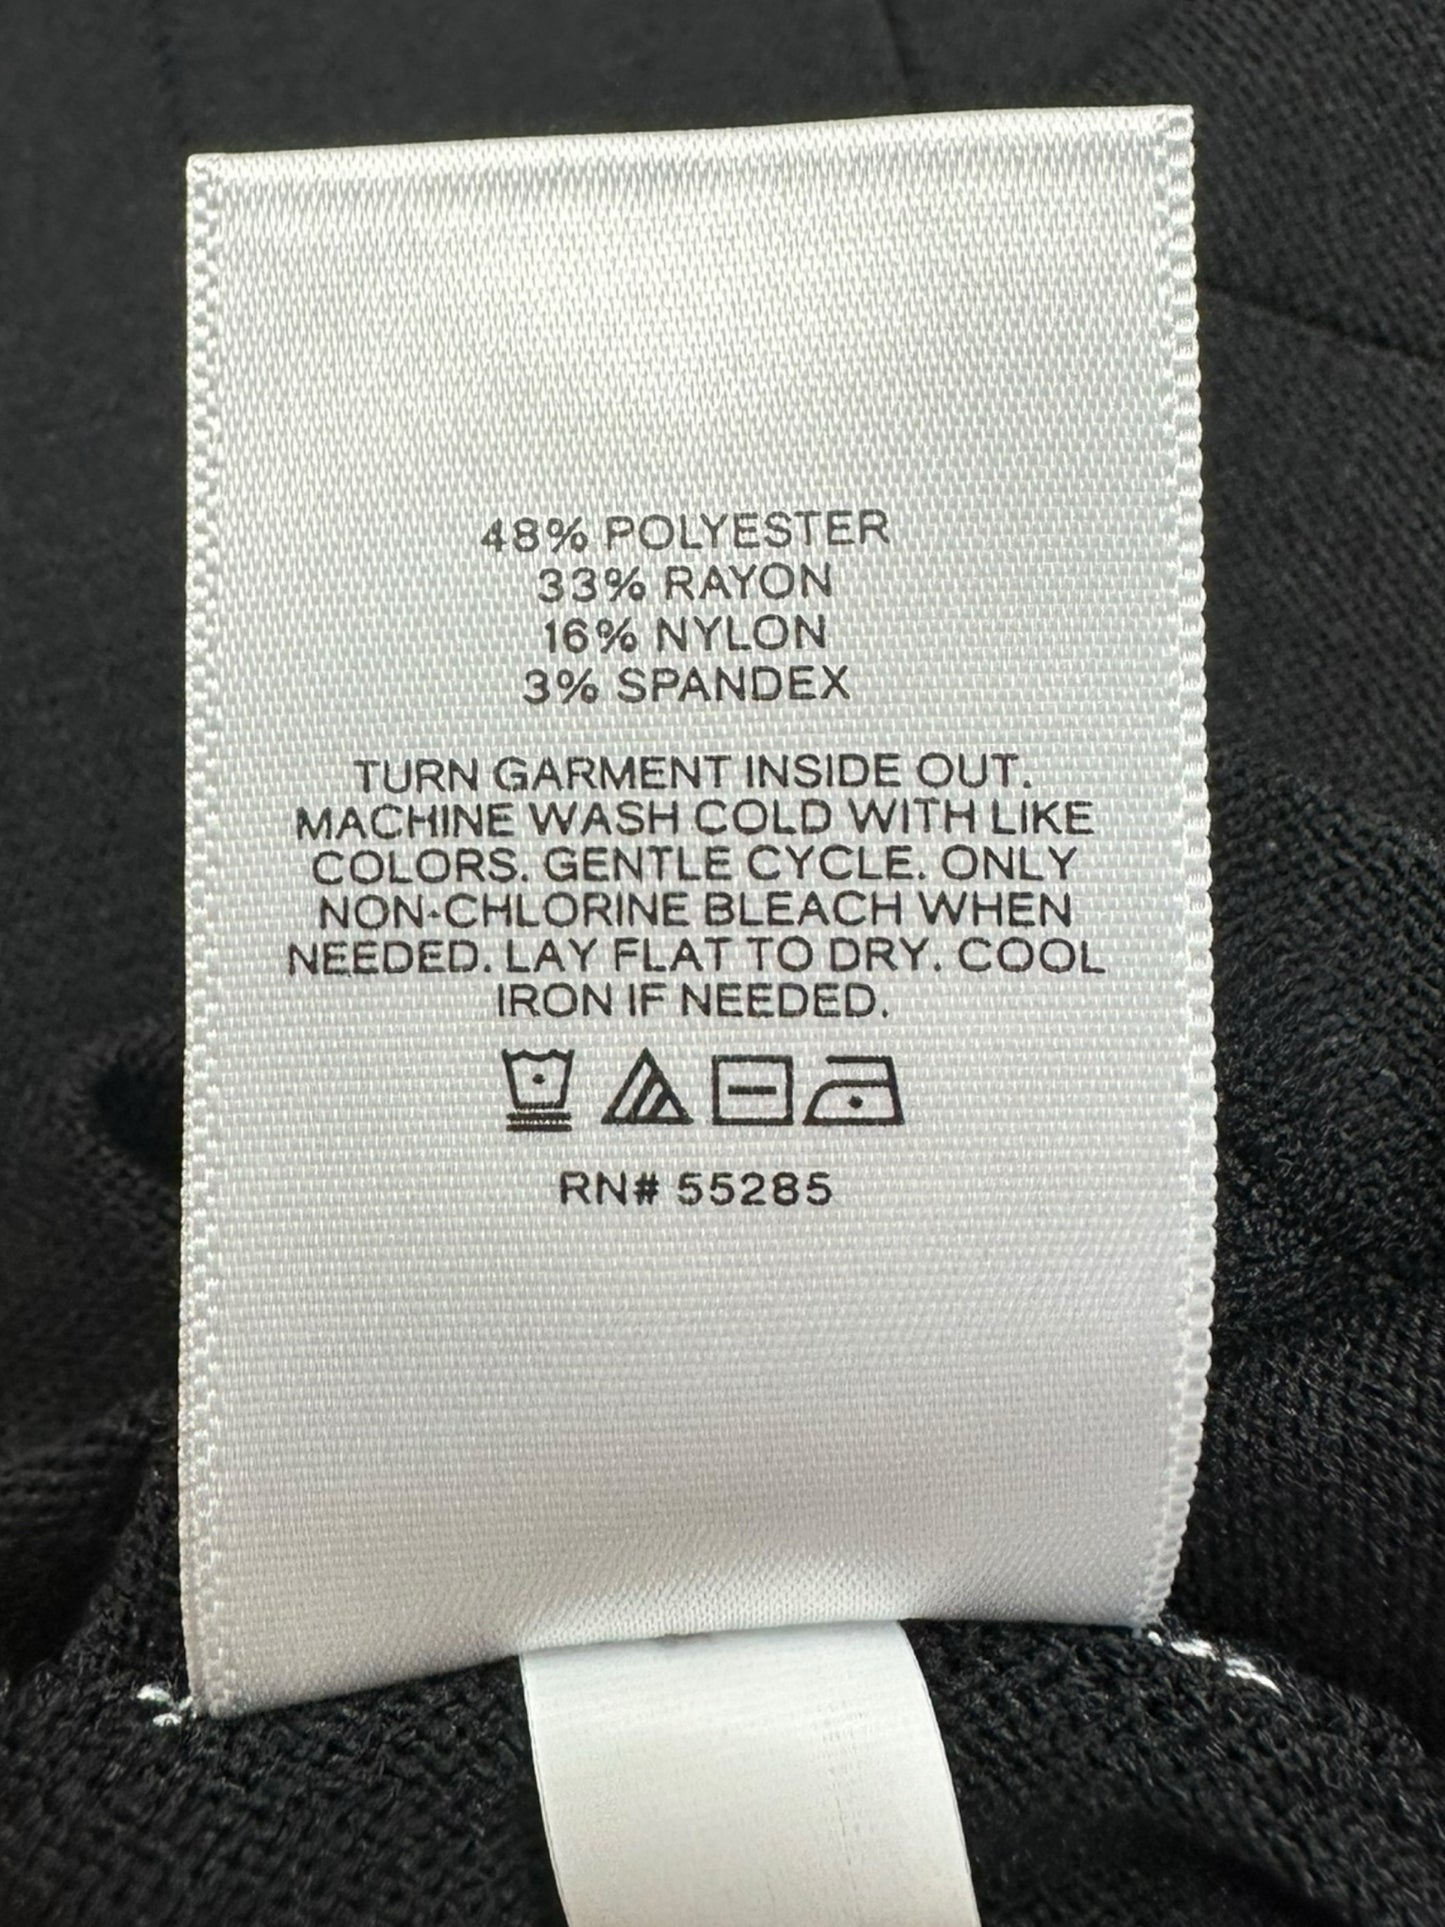 48% POLYESTER
33% RAYON
16% NYLON
3% SPANDEX
TURN GARMENT INSIDE OUT.
MACHINE WASH COLD WITH LIKE
COLORS. GENTLE CYCLE. ONLY
NON-CHLORINE BLEACH WHEN
NEEDED. LAY FLAT TO DRY. COOL
IRON IF NEEDED.
RN# 55285